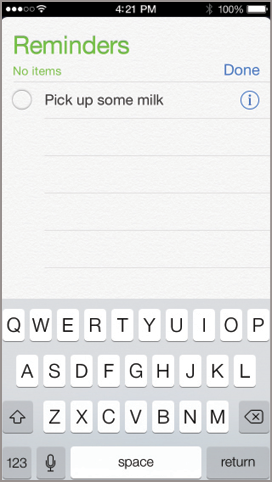 4:21 PM 100%
Reminders
No items Done
Pick up some milk
Q W E R T Y U I O P
A S D F G H J K L
Z X C V B N M
123 space return